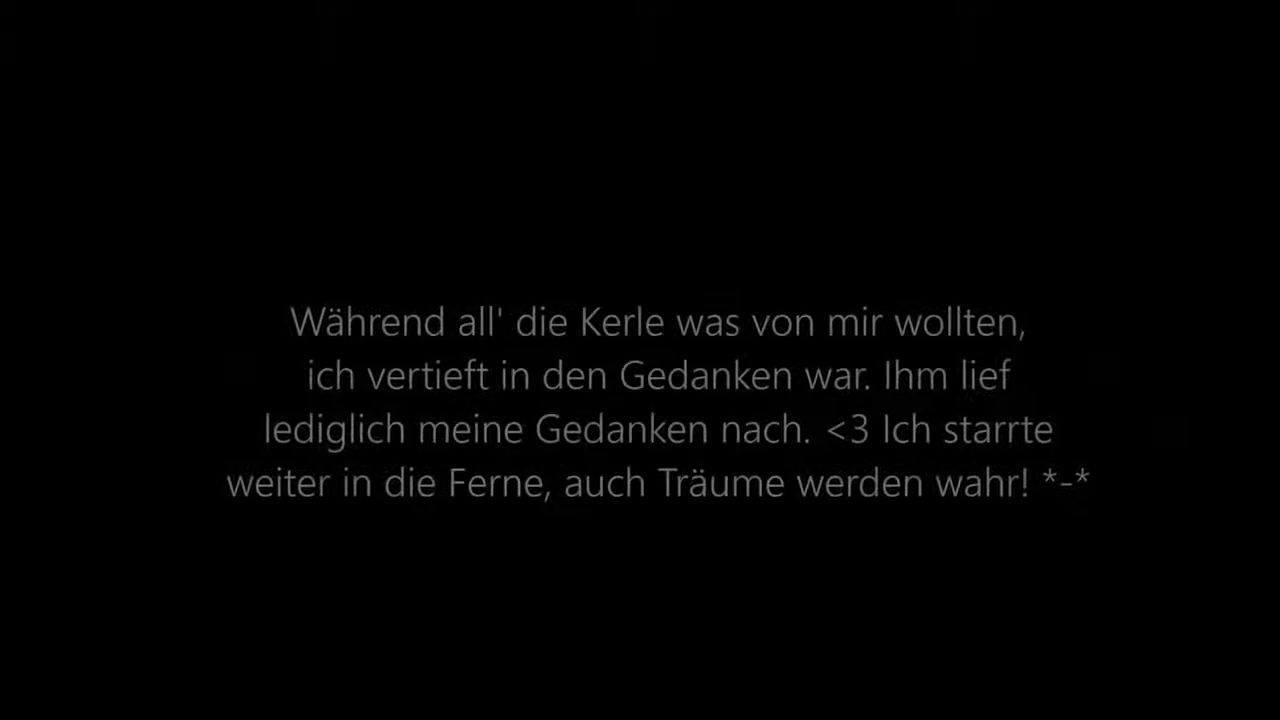 Während all' die Kerle was von mir wollten,
ich vertieft in den Gedanken war. Ihm lief
lediglich meine Gedanken nach. <3 Ich starrte
weiter in die Ferne, auch Träume werden wahr! *-*